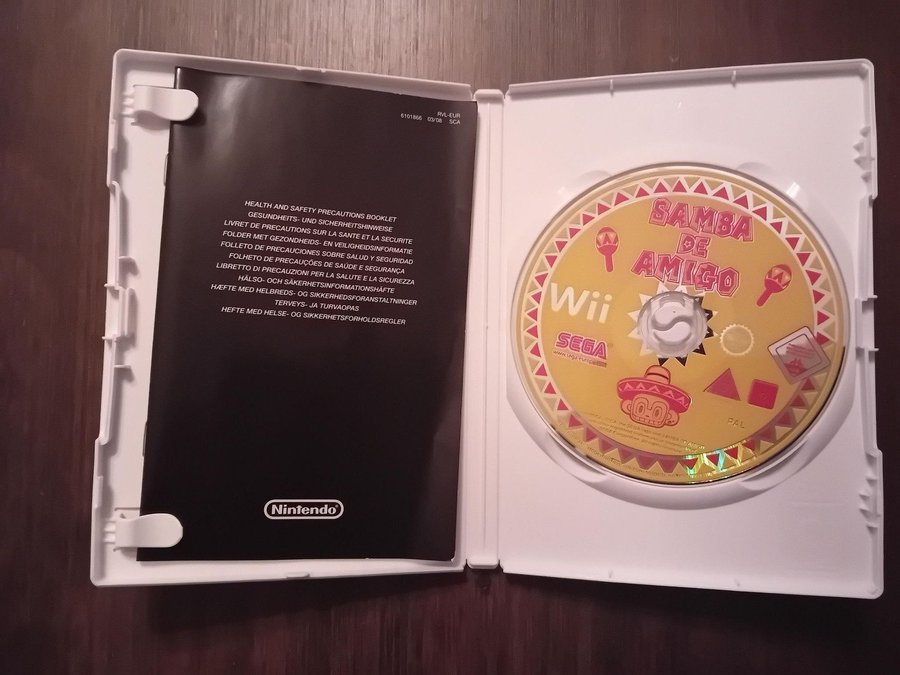 RVL-EUR
6101866 03/08 SCA
HEALTH AND SAFETY PRECAUTIONS BOOKLET
GESUNDHEITS- UND SICHERHEITSHINWEISE
LIVRET DE PRECAUTIONS SUR LA SANTE ET LA SECURITE
FOLDER MET GEZONDHEIDS- EN VEILIGHEIDSINFORMATIE
FOLLETO DE PRECAUCIONES SOBRE SALUD Y SEGURIDAD
FOLHETO DE PRECAUÇÕES DE SAÚDE E SEGURANÇA
LIBRETTO DI PRECAUZIONI PER LA SALUTE E LA SICUREZZA
HÄLSO- OCH SÄKERHETSINFORMATIONSHÄFTE
HÆFTE MED HELBREDS- OG SIKKERHEDSFORANSTALTNINGER
TERVEYS- JA TURVAOPAS
HEFTE MED HELSE- OG SIKKERHETSFORHOLDSREGLER
Nintendo
SAMBA
DE
AMIGO
Wii
SEGA
PAL